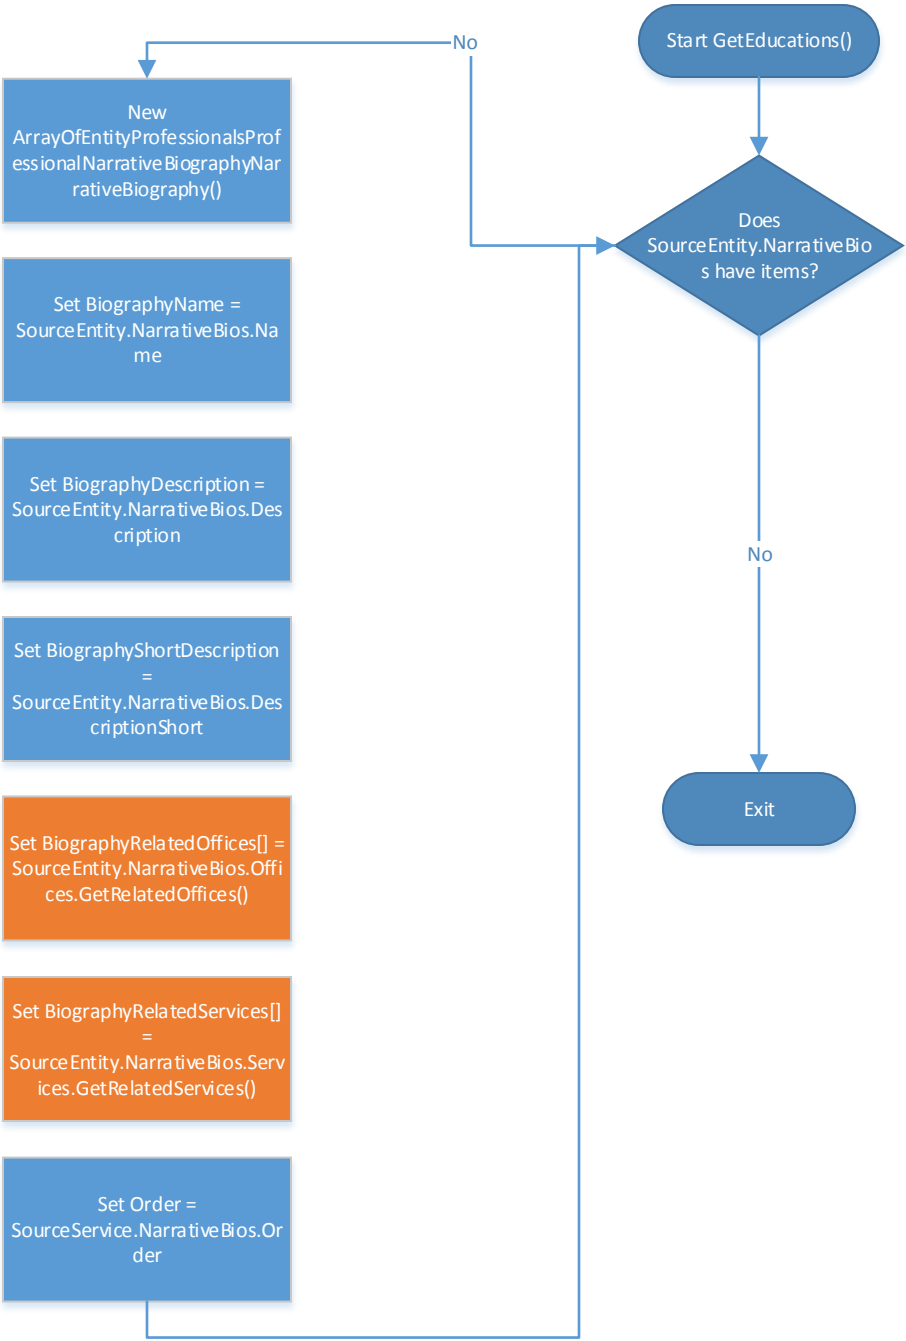 Start GetEducations()
Does
SourceEntity.NarrativeBio
s have items?
No
New
ArrayOfEntityProfessionalsProf
essionalNarrativeBiographyNar
rativeBiography()
Set BiographyName =
SourceEntity.NarrativeBios.Na
me
Set BiographyDescription =
SourceEntity.NarrativeBios.Des
cription
Set BiographyShortDescription
=
SourceEntity.NarrativeBios.Des
criptionShort
Set BiographyRelatedOffices[] =
SourceEntity.NarrativeBios.Offi
ces.GetRelatedOffices()
Set BiographyRelatedServices[]
=
SourceEntity.NarrativeBios.Serv
ices.GetRelatedServices()
Set Order =
SourceService.NarrativeBios.Or
der
No
Exit